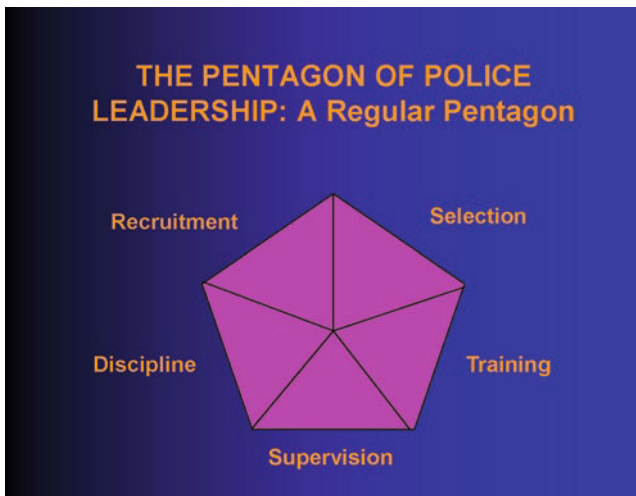 THE PENTAGON OF POLICE
LEADERSHIP: A Regular Pentagon
Recruitment
Selection
Discipline
Training
Supervision